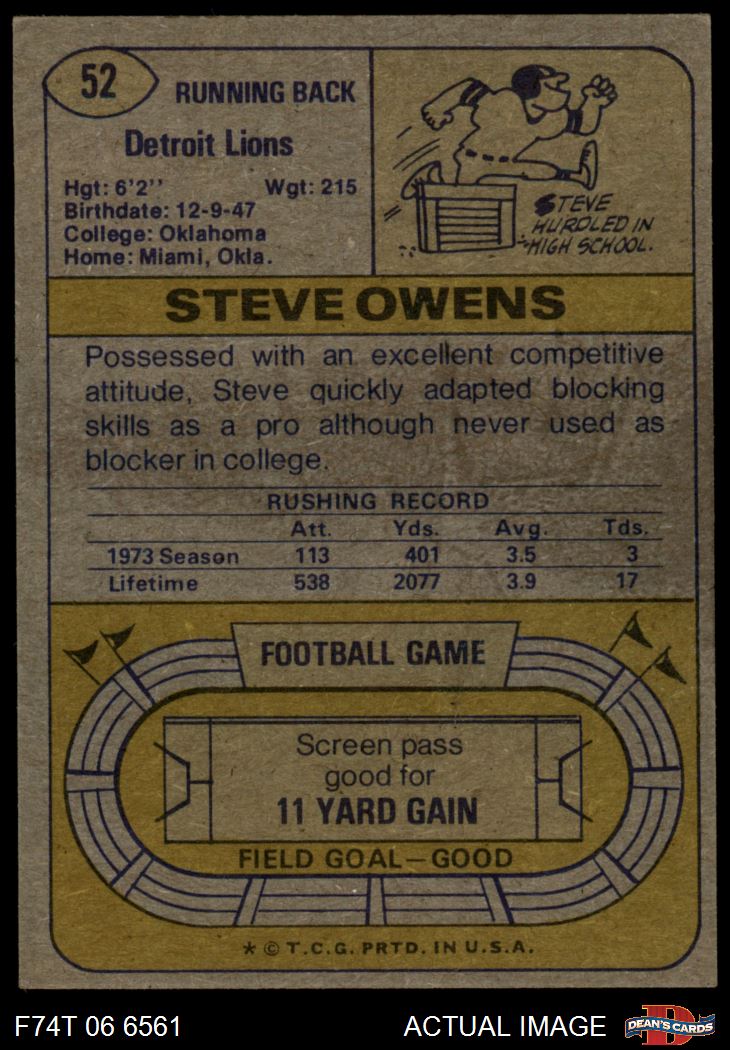 52
RUNNING BACK
Detroit Lions
Hgt: 6'2'' Wgt: 215
Birthdate: 12-9-47
College: Oklahoma
Home: Miami, Okla.
STEVE
HURDLED IN
HIGH SCHOOL.
STEVE OWENS
Possessed with an excellent competitive
attitude, Steve quickly adapted blocking
skills as a pro although never used as
blocker in college.
RUSHING RECORD
Att. Yds. Avg. Tds.
1973 Season 113 401 3.5 3
Lifetime 538 2077 3.9 17
FOOTBALL GAME
Screen pass
good for
11 YARD GAIN
FIELD GOAL—GOOD
* © T.C.G. PRTD. IN U.S.A.
F74T 06 6561 ACTUAL IMAGE D DEAN'S CARDS